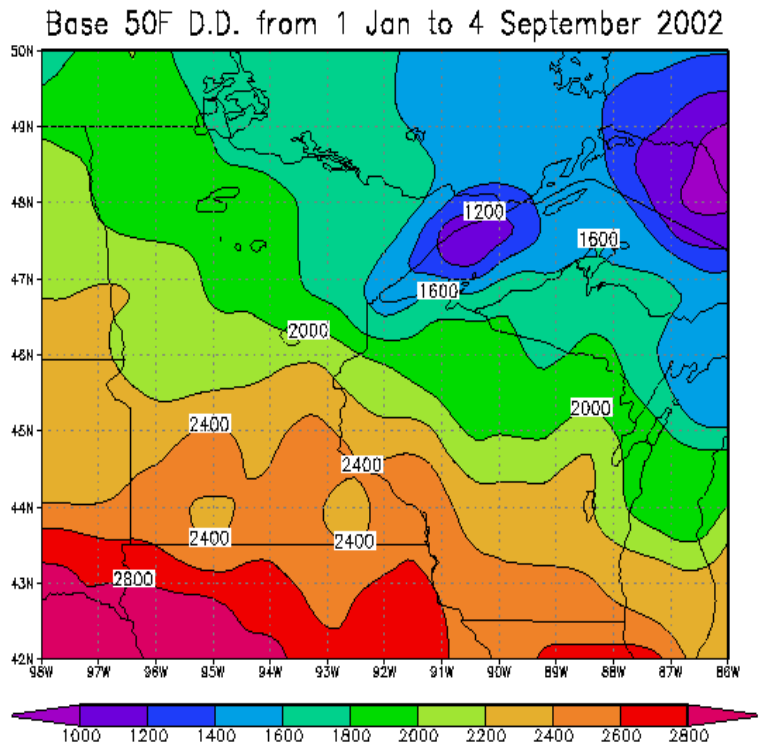 Base 50F D.D. from 1 Jan to 4 September 2002
50N
49N
48N
1200
1600
47N
1600
2000
46N
2000
45N
2400
2400
44N
2400
2400
43N
2800
42N
98W 97W 96W 95W 94W 93W 92W 91W 90W 89W 88W 87W 86W
1000 1200 1400 1600 1800 2000 2200 2400 2600 2800